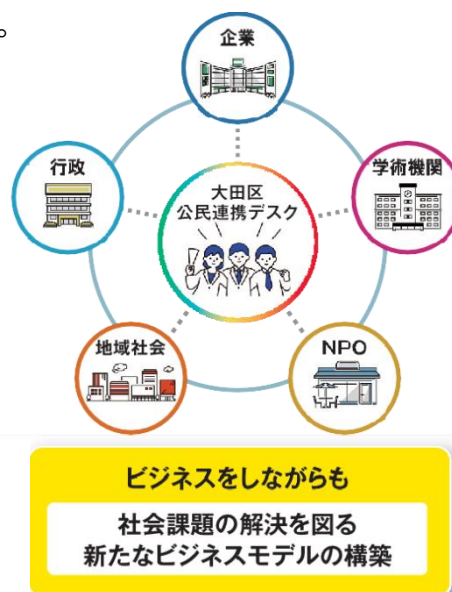 。
企業
行政
学術機関
大田区
公民連携デスク
地域社会
NPO
ビジネスをしながらも
社会課題の解決を図る
新たなビジネスモデルの構築